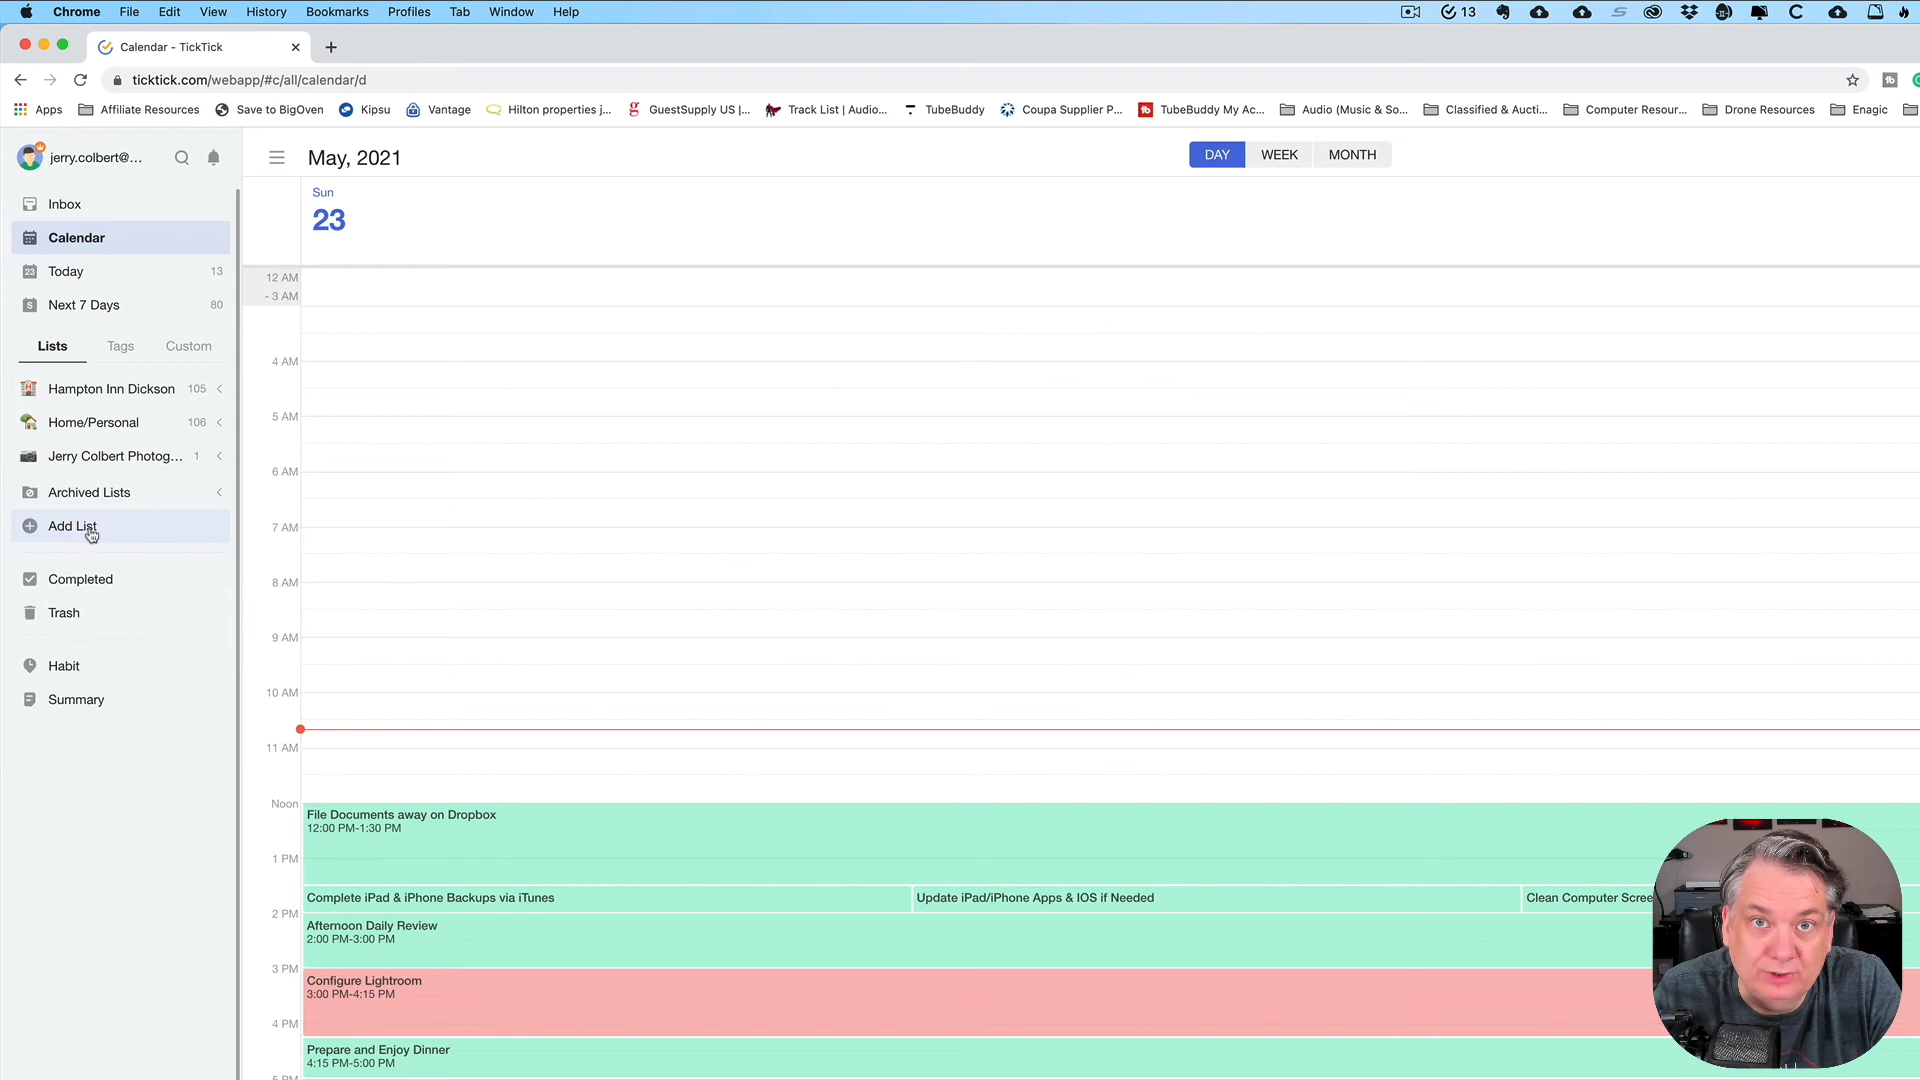 Chrome File Edit View History Bookmarks Profiles Tab Window Help 13
Calendar - TickTick
ticktick.com/webapp/#c/all/calendar/d
Apps Affiliate Resources Save to BigOven Kipsu Vantage Hilton properties j... GuestSupply US |... Track List | Audio... TubeBuddy Coupa Supplier P... TubeBuddy My Ac... Audio (Music & So... Classified & Aucti... Computer Resour... Drone Resources Enagic
jerry.colbert@...
May, 2021
DAY WEEK MONTH
Inbox
Calendar
Today 13
Next 7 Days 80
Lists Tags Custom
Hampton Inn Dickson 105
Home/Personal 106
Jerry Colbert Photog... 1
Archived Lists
Add List
Completed
Trash
Habit
Summary
Sun
23
12 AM
- 3 AM
4 AM
5 AM
6 AM
7 AM
8 AM
9 AM
10 AM
11 AM
Noon
File Documents away on Dropbox
12:00 PM-1:30 PM
1 PM
Complete iPad & iPhone Backups via iTunes Update iPad/iPhone Apps & IOS if Needed Clean Computer Scree
2 PM
Afternoon Daily Review
2:00 PM-3:00 PM
3 PM
Configure Lightroom
3:00 PM-4:15 PM
4 PM
Prepare and Enjoy Dinner
4:15 PM-5:00 PM
5 PM